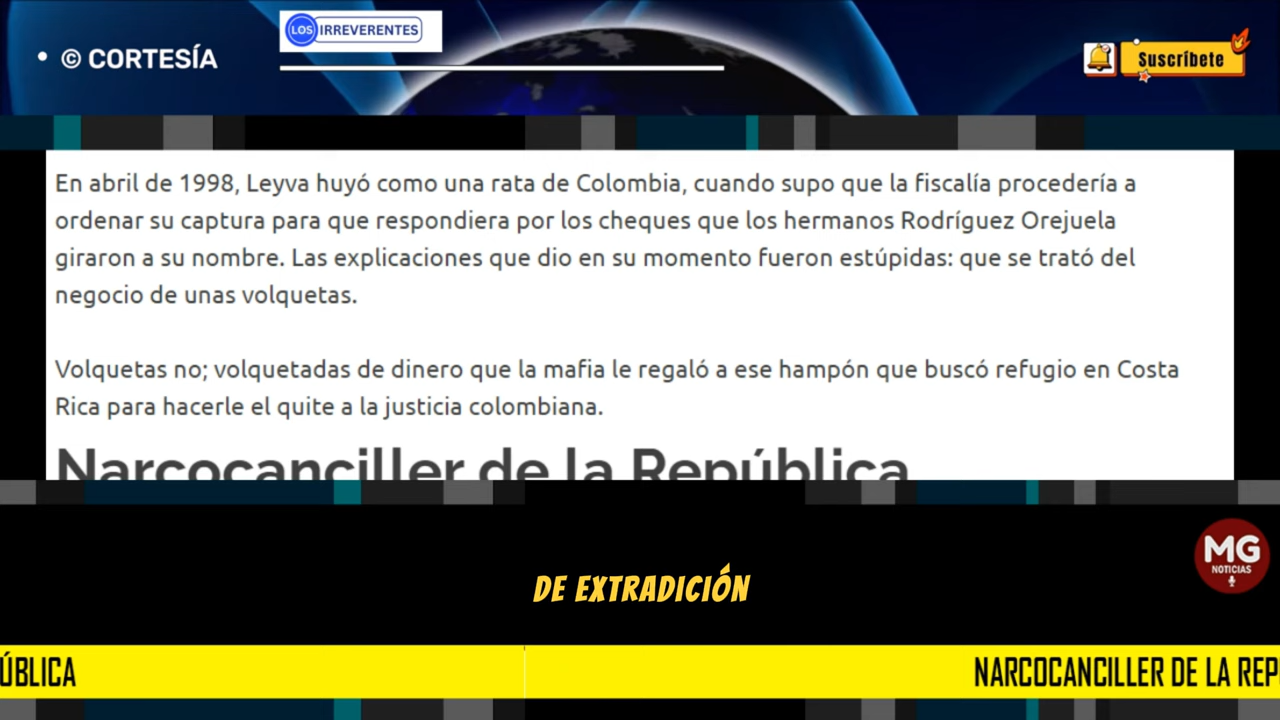 • © CORTESÍA
LOS IRREVERENTES
Suscríbete
En abril de 1998, Leyva huyó como una rata de Colombia, cuando supo que la fiscalía procedería a
ordenar su captura para que respondiera por los cheques que los hermanos Rodríguez Orejuela
giraron a su nombre. Las explicaciones que dio en su momento fueron estúpidas: que se trató del
negocio de unas volquetas.
Volquetas no; volquetadas de dinero que la mafia le regaló a ese hampón que buscó refugio en Costa
Rica para hacerle el quite a la justicia colombiana.
Narcocanciller de la República
MG
NOTICIAS
DE EXTRADICIÓN
ÚBLICA
NARCOCANCILLER DE LA REP